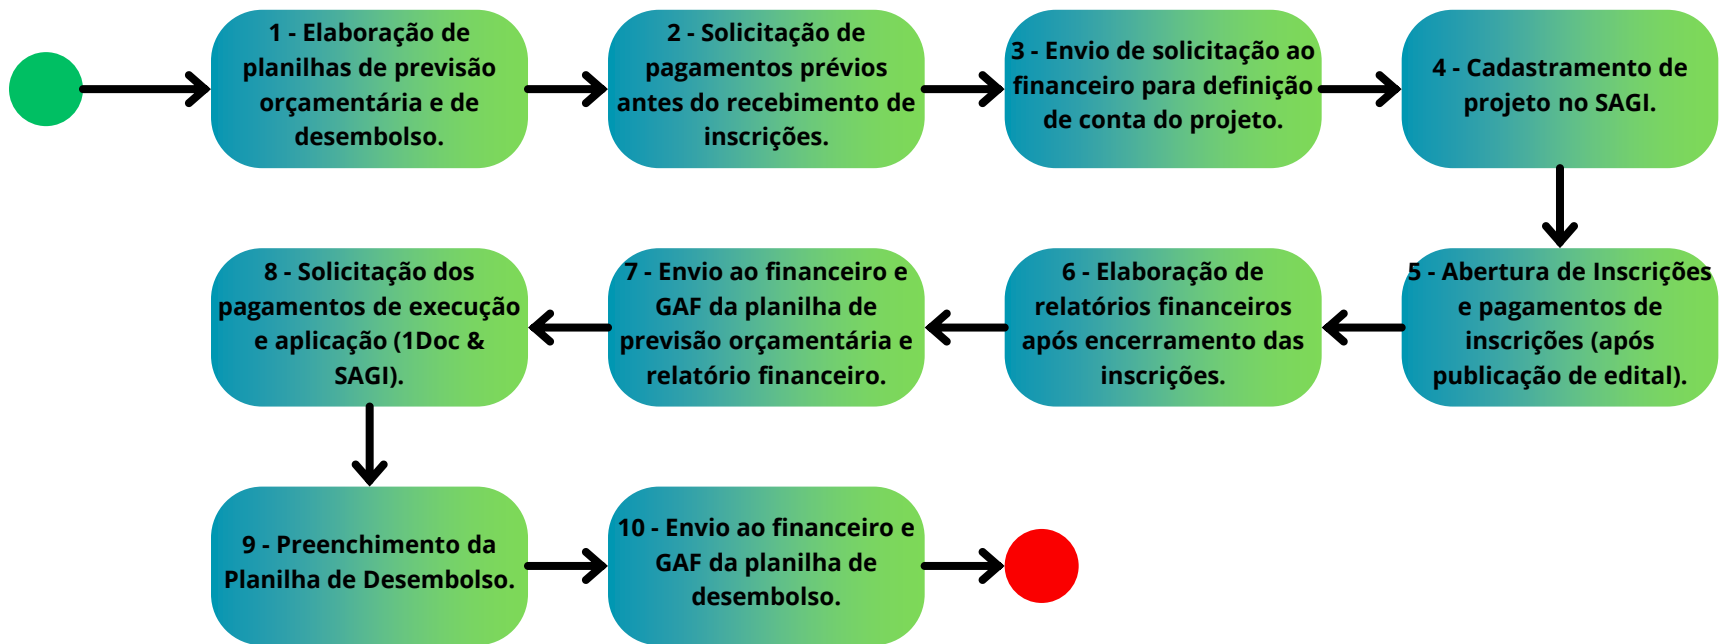 1 - Elaboração de
planilhas de previsão
orçamentária e de
desembolso.
2 - Solicitação de
pagamentos prévios
antes do recebimento de
inscrições.
3 - Envio de solicitação ao
financeiro para definição
de conta do projeto.
4 - Cadastramento de
projeto no SAGI.
5 - Abertura de Inscrições
e pagamentos de
inscrições (após
publicação de edital).
6 - Elaboração de
relatórios financeiros
após encerramento das
inscrições.
7 - Envio ao financeiro e
GAF da planilha de
previsão orçamentária e
relatório financeiro.
8 - Solicitação dos
pagamentos de execução
e aplicação (1Doc &
SAGI).
9 - Preenchimento da
Planilha de Desembolso.
10 - Envio ao financeiro e
GAF da planilha de
desembolso.